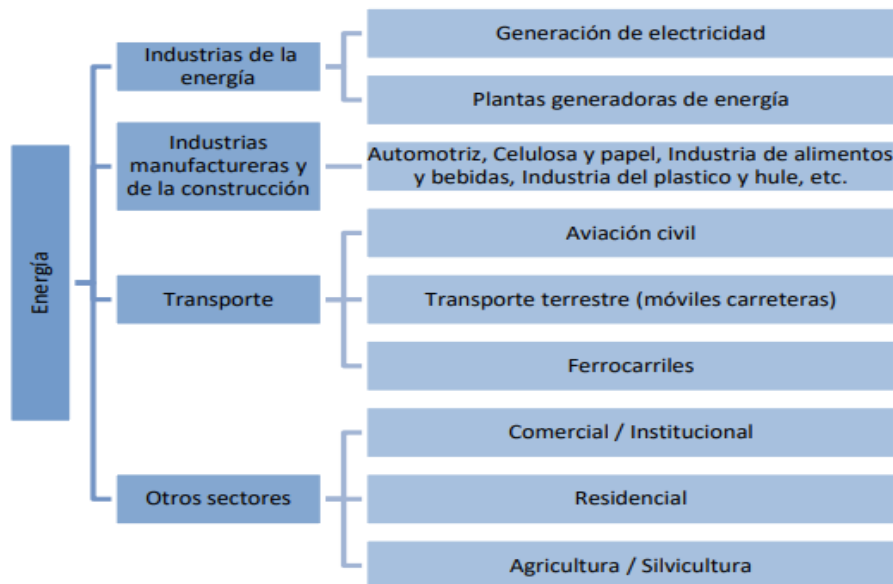 Energía
Industrias de la
energía
Generación de electricidad
Plantas generadoras de energía
Industrias
manufactureras y
de la construcción
Automotriz, Celulosa y papel, Industria de alimentos
y bebidas, Industria del plastico y hule, etc.
Transporte
Aviación civil
Transporte terrestre (móviles carreteras)
Ferrocarriles
Otros sectores
Comercial / Institucional
Residencial
Agricultura / Silvicultura